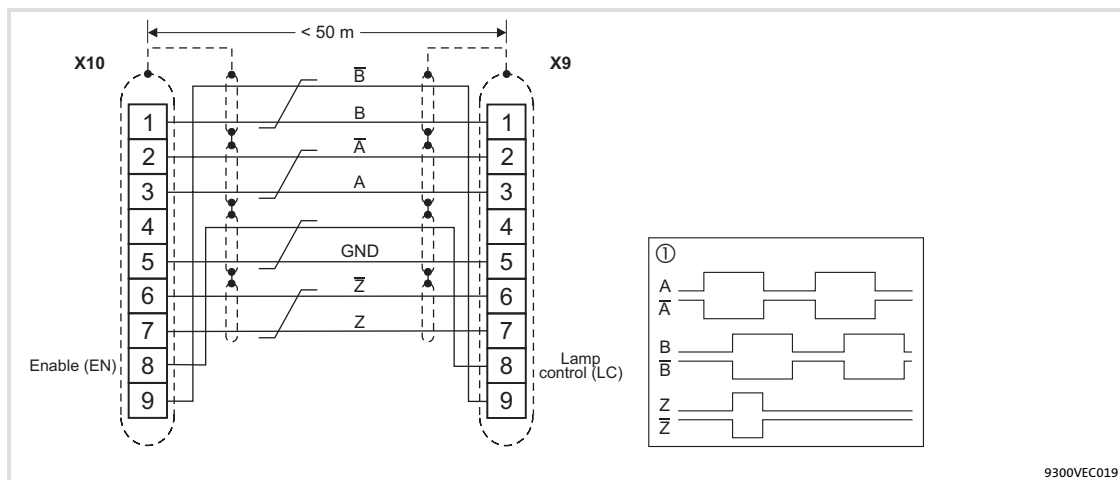 < 50 m
X10
X9
B̅
B
A̅
A
GND
Z̅
Z
1
2
3
4
5
6
7
8
9
1
2
3
4
5
6
7
8
9
Enable (EN)
Lamp
control (LC)
①
A
A̅
B
B̅
Z
Z̅
9300VEC019